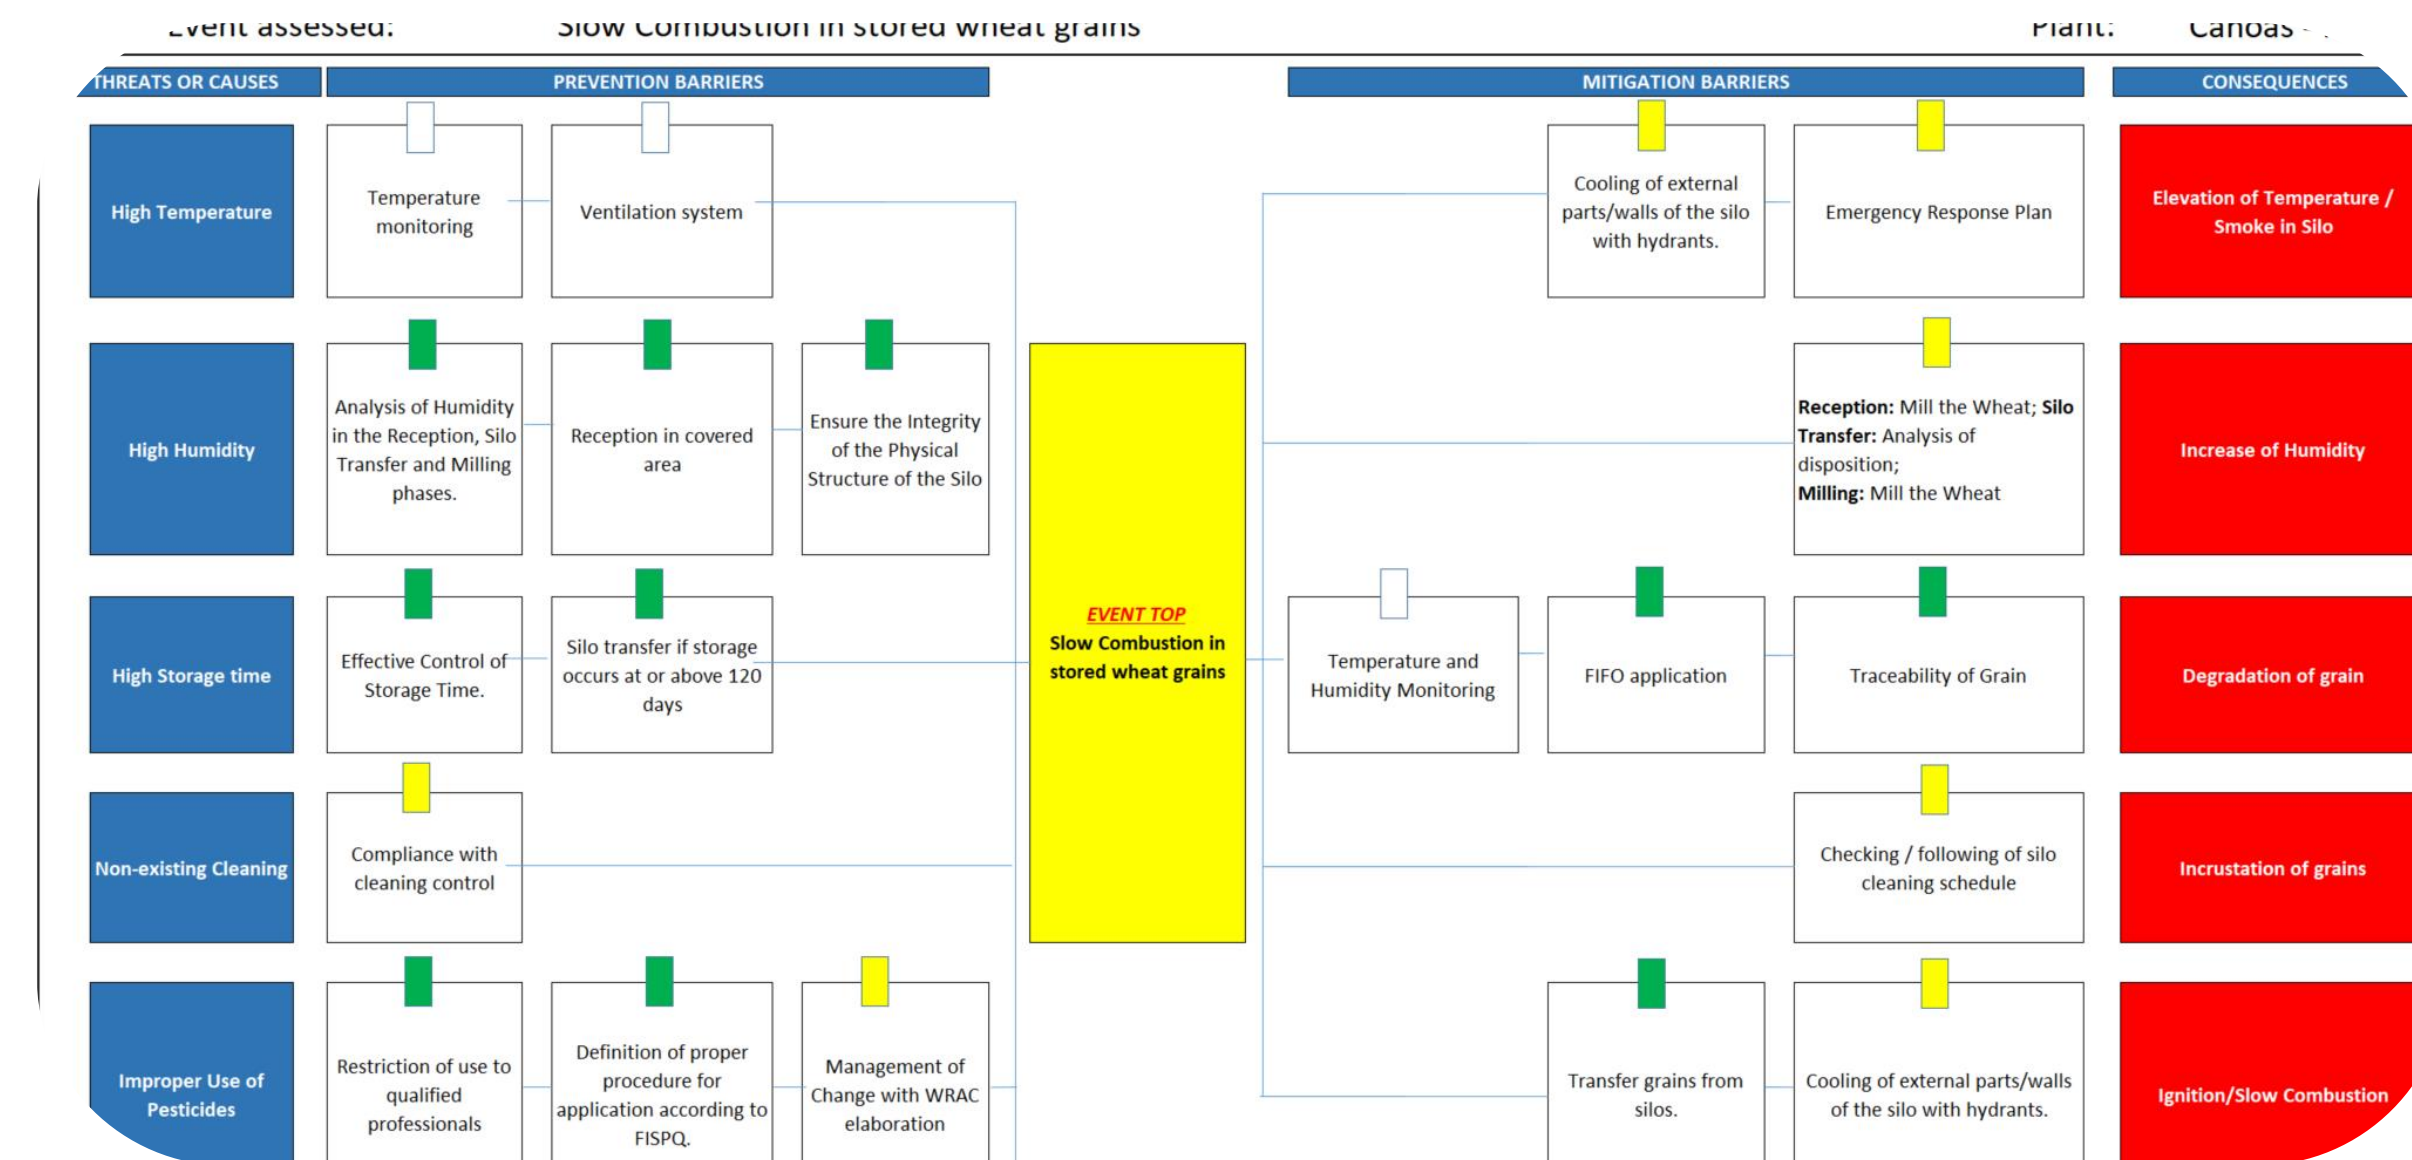 Event assessed: Slow Combustion in stored wheat grains Plant: Canoas -
THREATS OR CAUSES
PREVENTION BARRIERS
MITIGATION BARRIERS
CONSEQUENCES
High Temperature
Temperature
monitoring
Ventilation system
Cooling of external
parts/walls of the silo
with hydrants.
Emergency Response Plan
Elevation of Temperature /
Smoke in Silo
High Humidity
Analysis of Humidity
in the Reception, Silo
Transfer and Milling
phases.
Reception in covered
area
Ensure the Integrity
of the Physical
Structure of the Silo
Reception: Mill the Wheat; Silo
Transfer: Analysis of
disposition;
Milling: Mill the Wheat
Increase of Humidity
High Storage time
Effective Control of
Storage Time.
Silo transfer if storage
occurs at or above 120
days
EVENT TOP
Slow Combustion in
stored wheat grains
Temperature and
Humidity Monitoring
FIFO application
Traceability of Grain
Degradation of grain
Non-existing Cleaning
Compliance with
cleaning control
Checking / following of silo
cleaning schedule
Incrustation of grains
Improper Use of
Pesticides
Restriction of use to
qualified
professionals
Definition of proper
procedure for
application according to
FISPQ.
Management of
Change with WRAC
elaboration
Transfer grains from
silos.
Cooling of external parts/walls
of the silo with hydrants.
Ignition/Slow Combustion